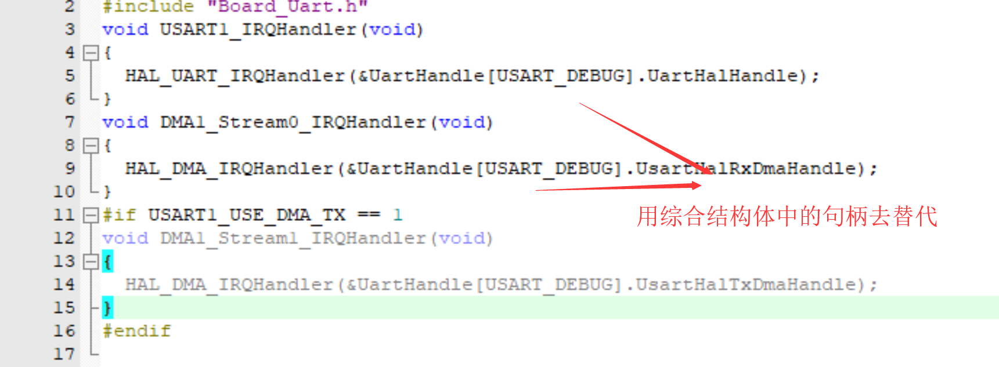 2 #include "Board_Uart.h"
3 void USART1_IRQHandler(void)
4 {
5 HAL_UART_IRQHandler(&UartHandle[USART_DEBUG].UartHalHandle);
6 }
7 void DMA1_Stream0_IRQHandler(void)
8 {
9 HAL_DMA_IRQHandler(&UartHandle[USART_DEBUG].UsartHalRxDmaHandle);
10 }
11 #if USART1_USE_DMA_TX == 1
用综合结构体中的句柄去替代
12 void DMA1_Stream1_IRQHandler(void)
13 {
14 HAL_DMA_IRQHandler(&UartHandle[USART_DEBUG].UsartHalTxDmaHandle);
15 }
16 #endif
17